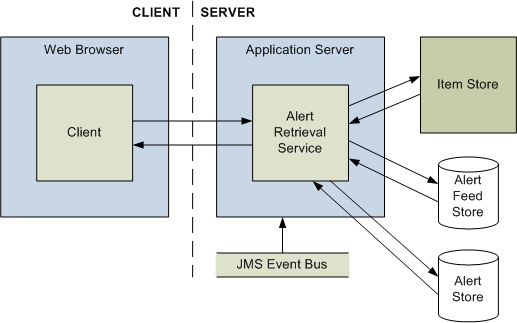 CLIENT
SERVER
Web Browser
Application Server
Client
Alert
Retrieval
Service
Item Store
Alert
Feed
Store
JMS Event Bus
Alert
Store